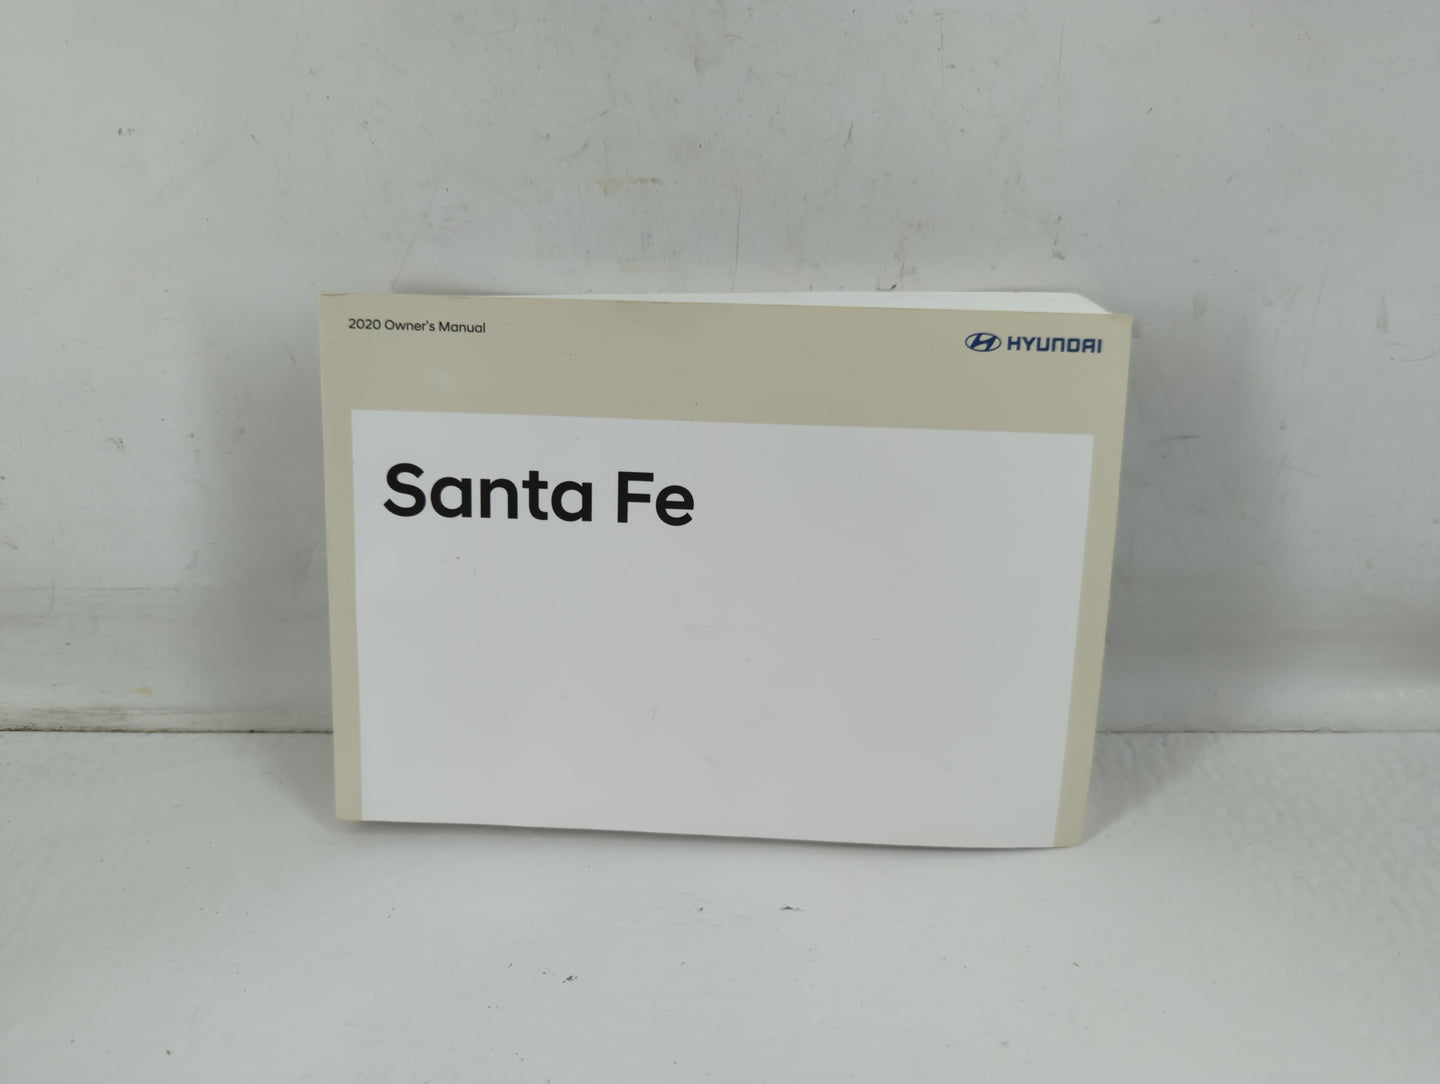 2020 Owner's Manual
HYUNDAI
Santa Fe